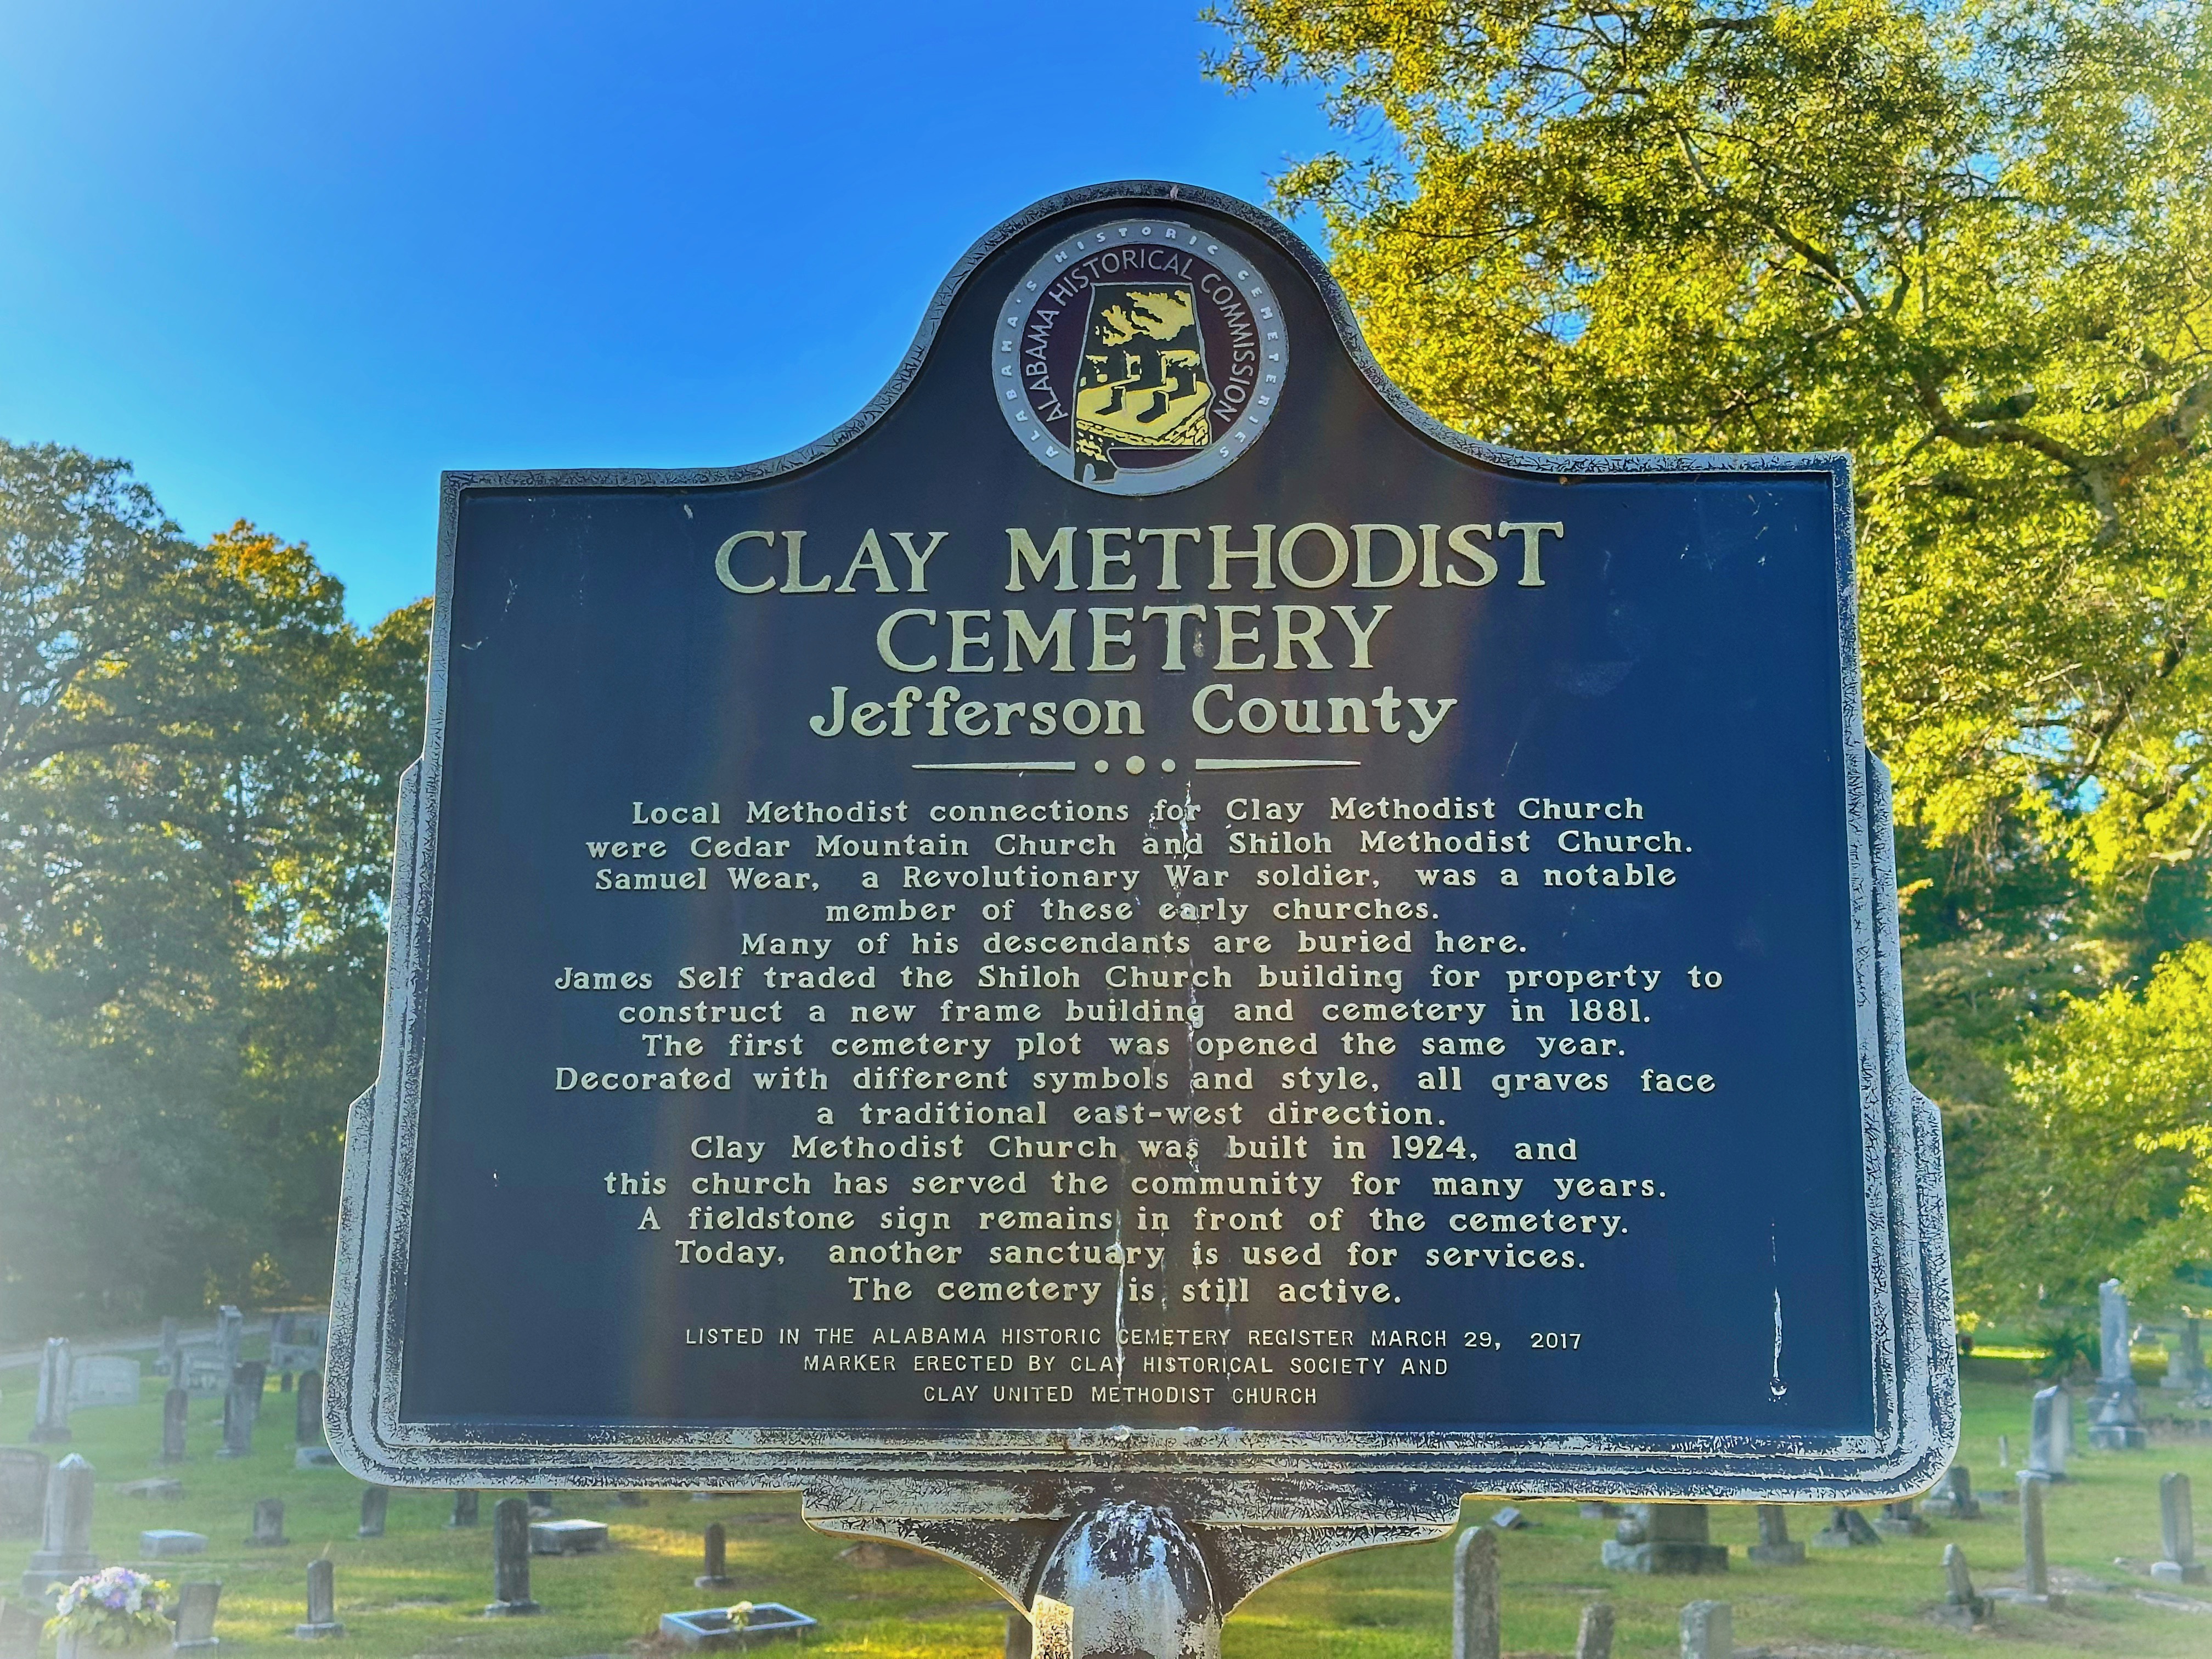 ALABAMA'S HISTORIC CEMETERIES
ALABAMA HISTORICAL COMMISSION
CLAY METHODIST
CEMETERY
Jefferson County
Local Methodist connections for Clay Methodist Church
were Cedar Mountain Church and Shiloh Methodist Church.
Samuel Wear, a Revolutionary War soldier, was a notable
member of these early churches.
Many of his descendants are buried here.
James Self traded the Shiloh Church building for property to
construct a new frame building and cemetery in 1881.
The first cemetery plot was opened the same year.
Decorated with different symbols and style, all graves face
a traditional east-west direction.
Clay Methodist Church was built in 1924, and
this church has served the community for many years.
A fieldstone sign remains in front of the cemetery.
Today, another sanctuary is used for services.
The cemetery is still active.
LISTED IN THE ALABAMA HISTORIC CEMETERY REGISTER MARCH 29, 2017
MARKER ERECTED BY CLAY HISTORICAL SOCIETY AND
CLAY UNITED METHODIST CHURCH